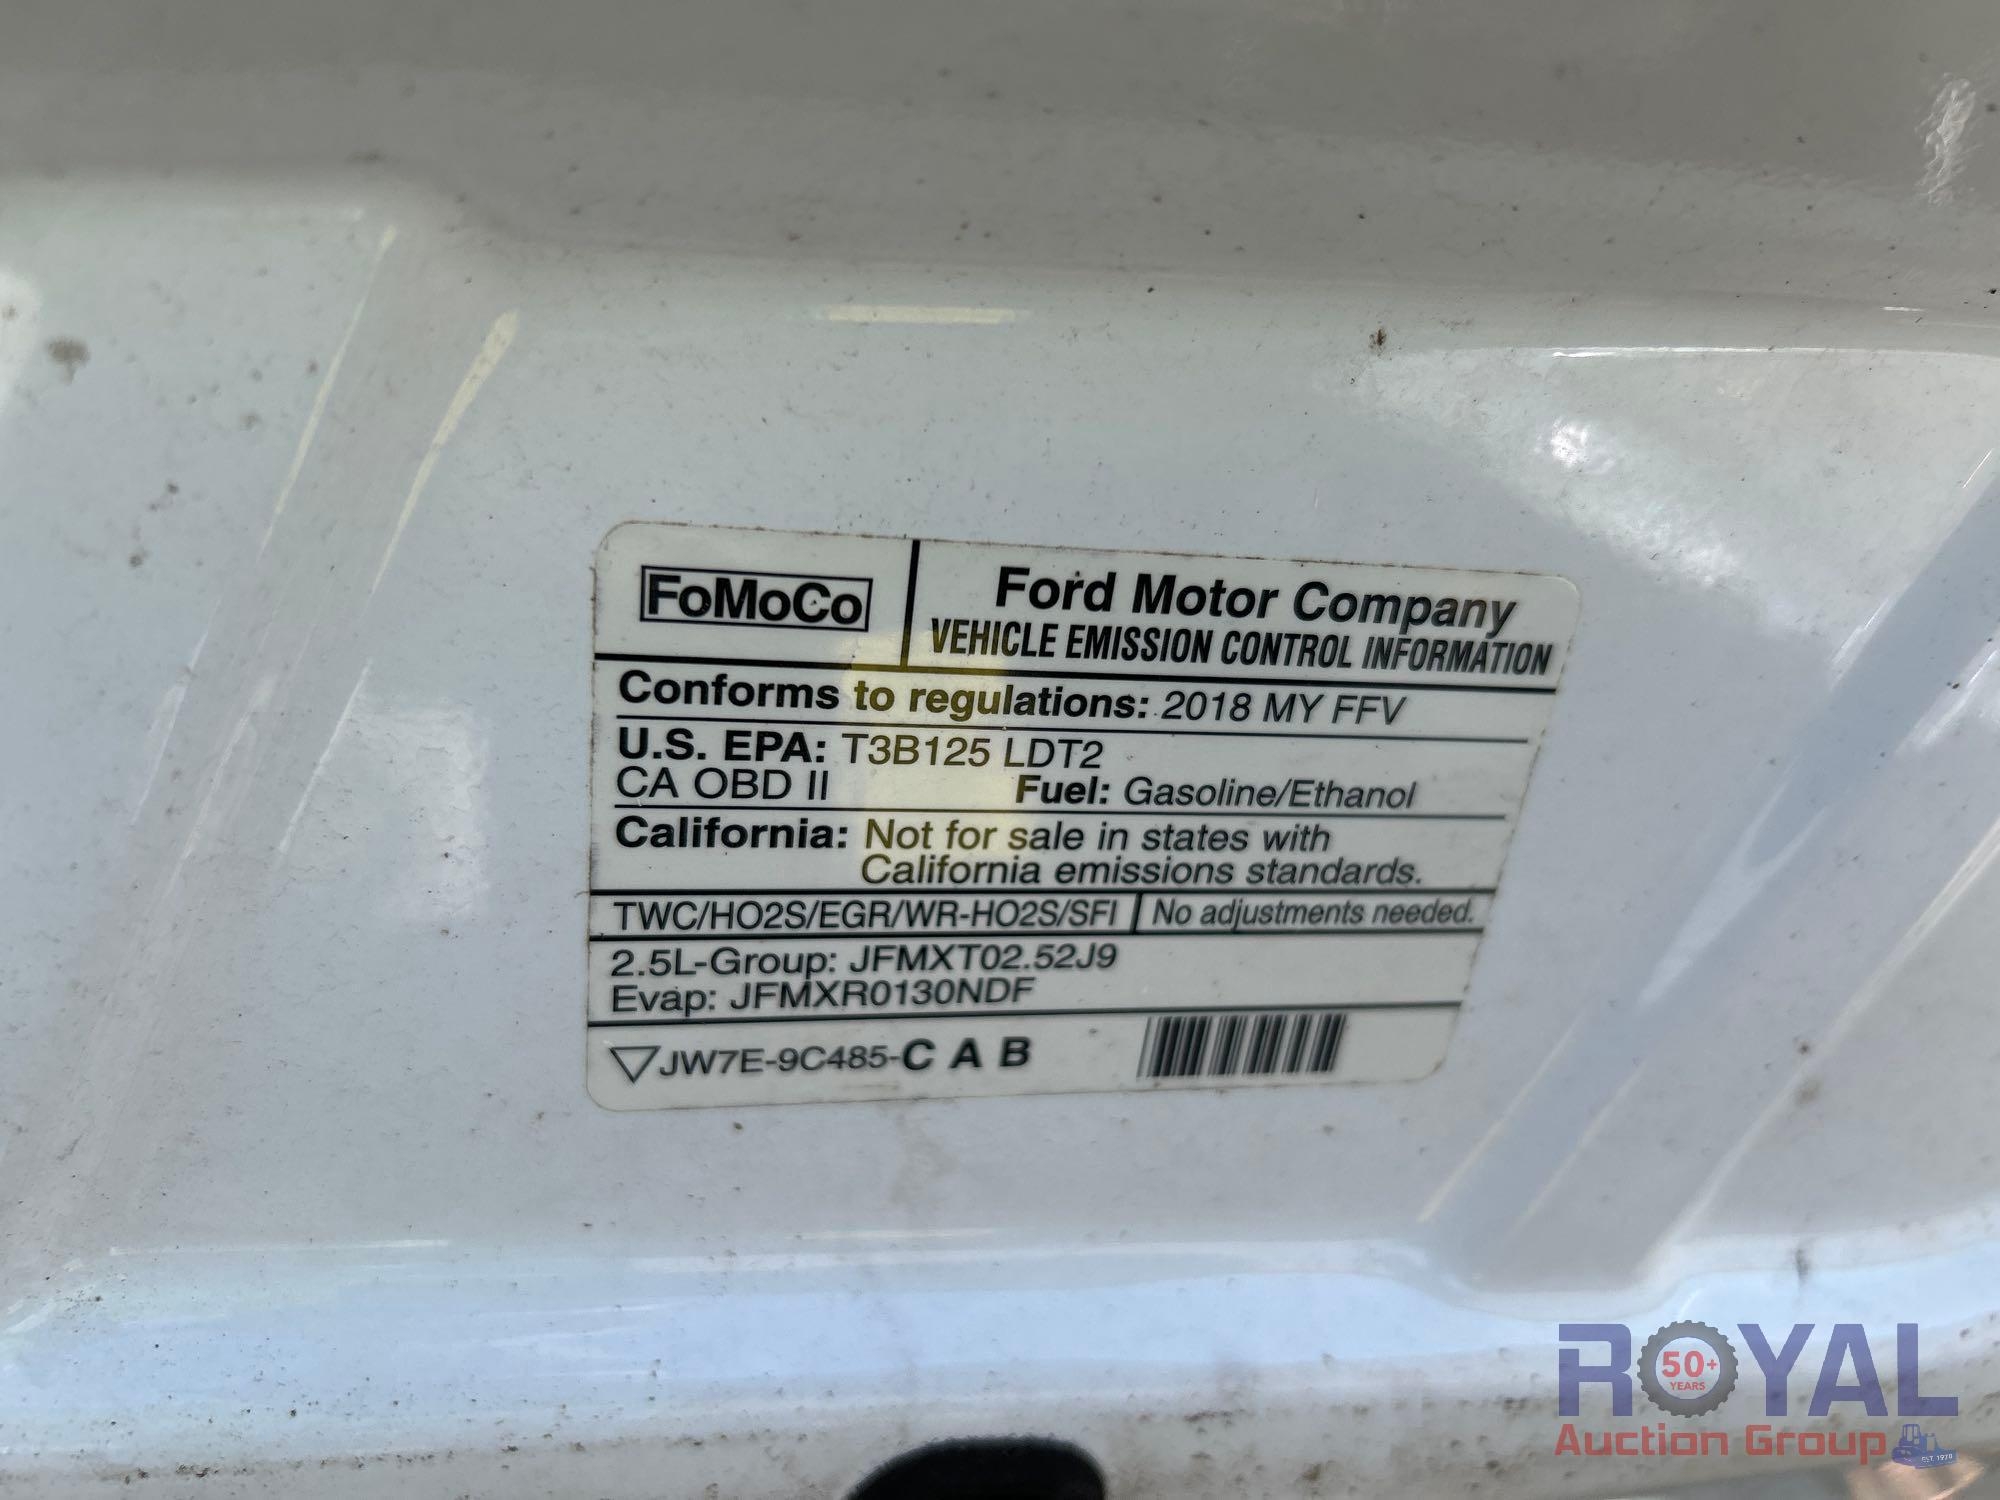 FoMoCo
Ford Motor Company
VEHICLE EMISSION CONTROL INFORMATION
Conforms to regulations: 2018 MY FFV
U.S. EPA: T3B125 LDT2
CA OBD II Fuel: Gasoline/Ethanol
California: Not for sale in states with
California emissions standards.
TWC/HO2S/EGR/WR-HO2S/SFI No adjustments needed.
2.5L-Group: JFMXT02.52J9
Evap: JFMXR0130NDF
JW7E-9C485-C A B
ROYAL
50+
YEARS
Auction Group
EST. 1970